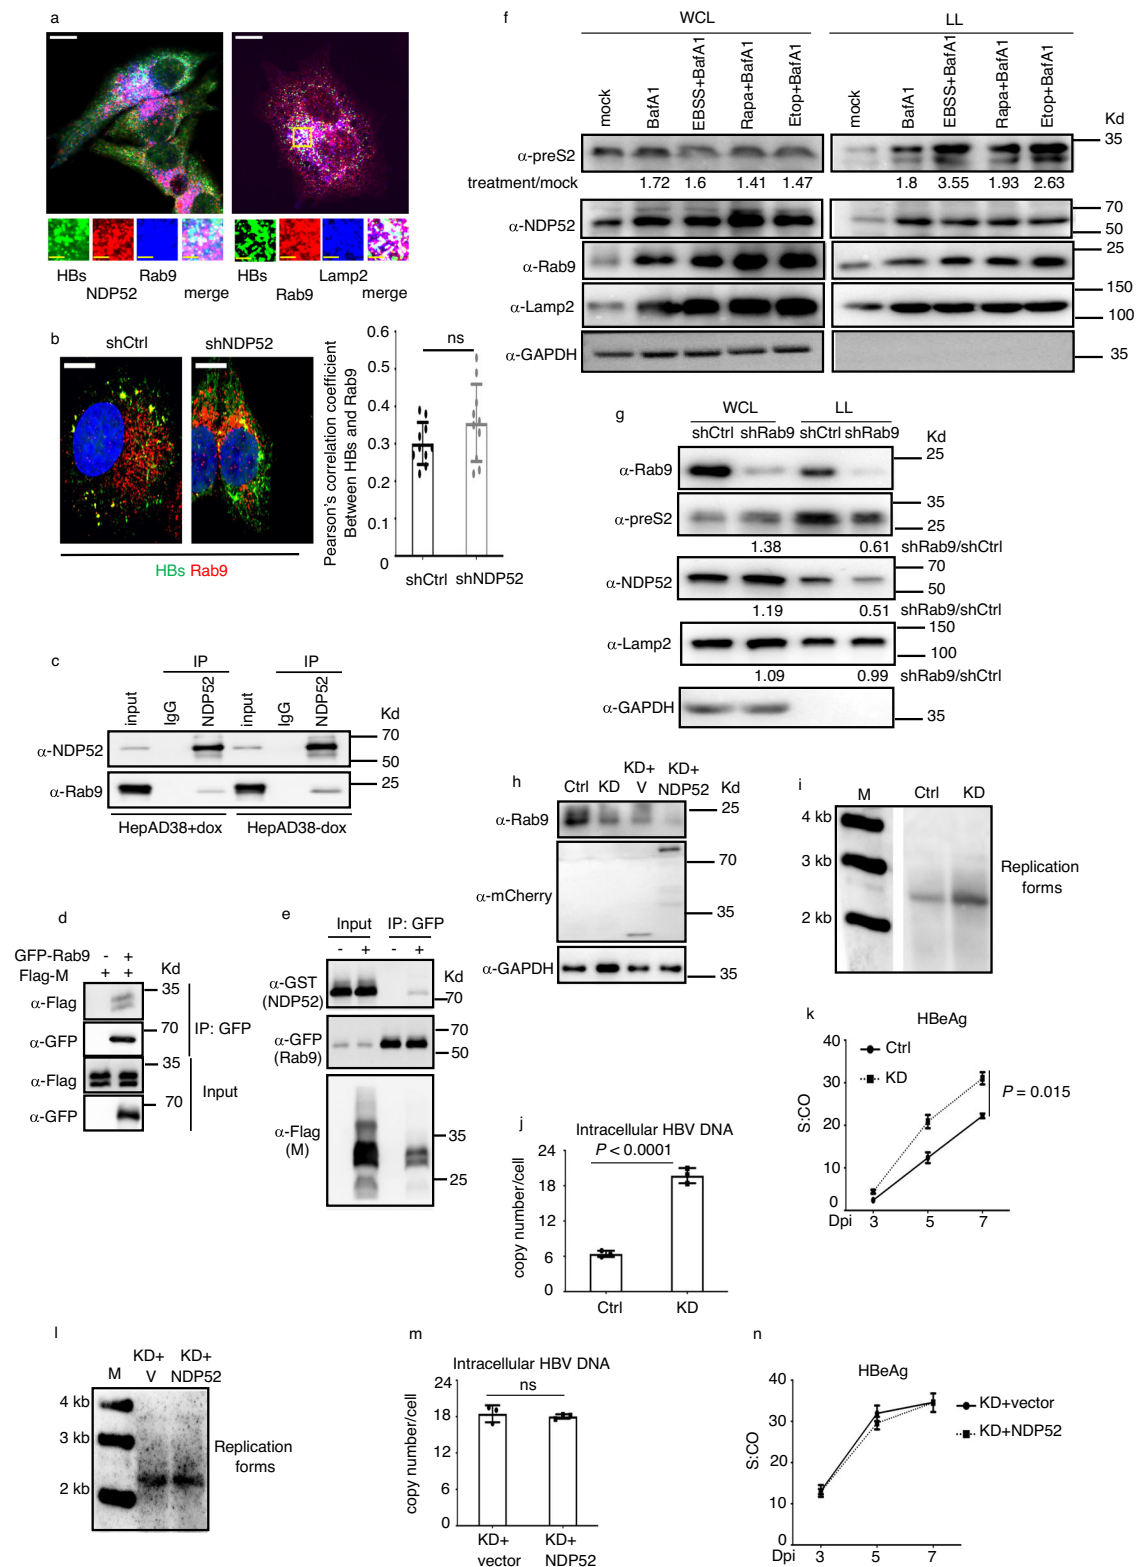 a
HBs
Rab9
NDP52
merge
HBs
Lamp2
Rab9
merge
b
shCtrl
shNDP52
HBs Rab9
Pearson's correlation coefficient
Between HBs and Rab9
0.6
0.5
0.4
0.3
0.2
0.1
0
ns
shCtrl shNDP52
c
IP
IP
input
IgG
NDP52
input
IgG
NDP52
Kd
α-NDP52
70
50
α-Rab9
25
HepAD38+dox
HepAD38-dox
d
GFP-Rab9 - +
Flag-M + +
Kd
α-Flag
35
α-GFP
70
IP: GFP
α-Flag
35
α-GFP
70
Input
e
Input
IP: GFP
- + - +
Kd
α-GST
(NDP52)
70
α-GFP
(Rab9)
70
50
α-Flag
(M)
35
25
f
WCL
LL
mock
BafA1
EBSS+BafA1
Rapa+BafA1
Etop+BafA1
mock
BafA1
EBSS+BafA1
Rapa+BafA1
Etop+BafA1
Kd
α-preS2
35
treatment/mock 1.72 1.6 1.41 1.47 1.8 3.55 1.93 2.63
α-NDP52
70
50
α-Rab9
25
α-Lamp2
150
100
α-GAPDH
35
g
WCL
LL
shCtrl shRab9 shCtrl shRab9
Kd
α-Rab9
25
α-preS2
35
25
1.38 0.61 shRab9/shCtrl
α-NDP52
70
50
1.19 0.51 shRab9/shCtrl
α-Lamp2
150
100
1.09 0.99 shRab9/shCtrl
α-GAPDH
35
h
Ctrl KD KD+ V KD+ NDP52 Kd
α-Rab9
25
α-mCherry
70
35
α-GAPDH
35
i
M Ctrl KD
4 kb
3 kb
2 kb
Replication
forms
j
Intracellular HBV DNA
P < 0.0001
copy number/cell
24
18
12
6
0
Ctrl KD
k
HBeAg
Ctrl
KD
P = 0.015
S:CO
40
30
20
10
0
Dpi 3 5 7
l
M KD+ V KD+ NDP52
4 kb
3 kb
2 kb
Replication
forms
m
Intracellular HBV DNA
ns
copy number/cell
24
18
12
6
0
KD+
vector
KD+
NDP52
n
HBeAg
KD+vector
KD+NDP52
S:CO
40
30
20
10
0
Dpi 3 5 7